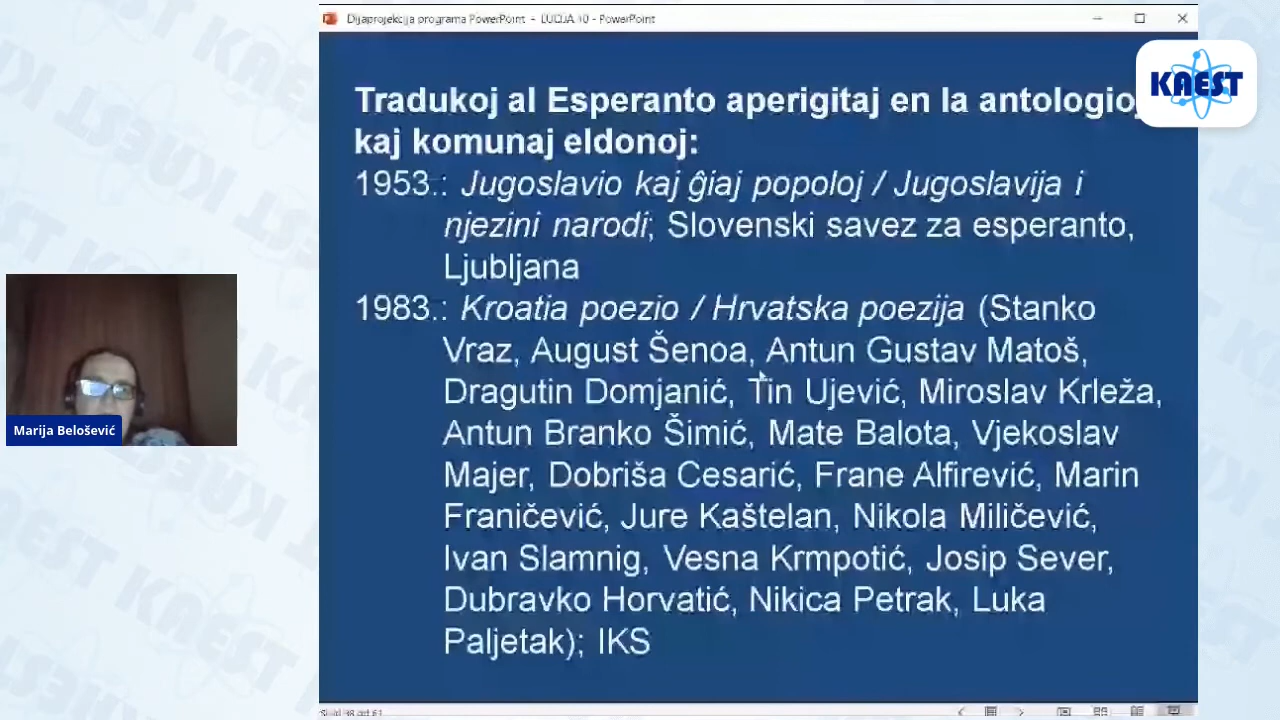 Dijaprojekcija programa PowerPoint - LUCIJA 10 - PowerPoint
KAEST
Tradukoj al Esperanto aperigitaj en la antologioj
kaj komunaj eldonoj:
1953.: Jugoslavio kaj ĝiaj popoloj / Jugoslavija i
njezini narodi; Slovenski savez za esperanto,
Ljubljana
1983.: Kroatia poezio / Hrvatska poezija (Stanko
Vraz, August Šenoa, Antun Gustav Matoš,
Dragutin Domjanić, Tin Ujević, Miroslav Krleža,
Antun Branko Šimić, Mate Balota, Vjekoslav
Majer, Dobriša Cesarić, Frane Alfirević, Marin
Franičević, Jure Kaštelan, Nikola Miličević,
Ivan Slamnig, Vesna Krmpotić, Josip Sever,
Dubravko Horvatić, Nikica Petrak, Luka
Paljetak); IKS
Marija Belošević